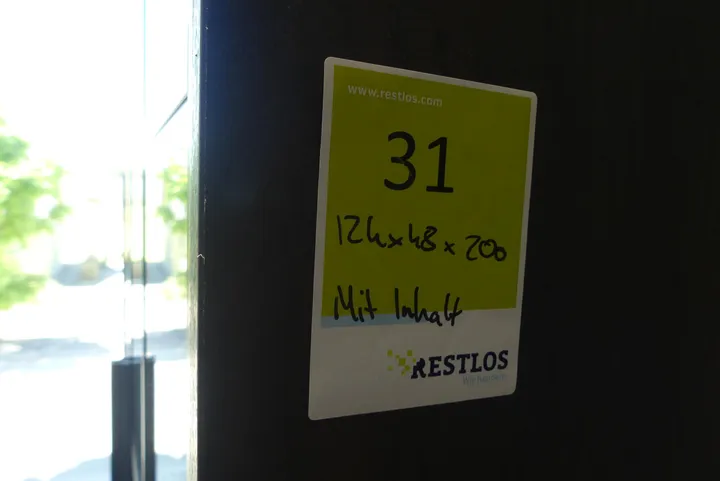 www.restlos.com
31
124x48x200
Mit Inhalt
RESTLOS